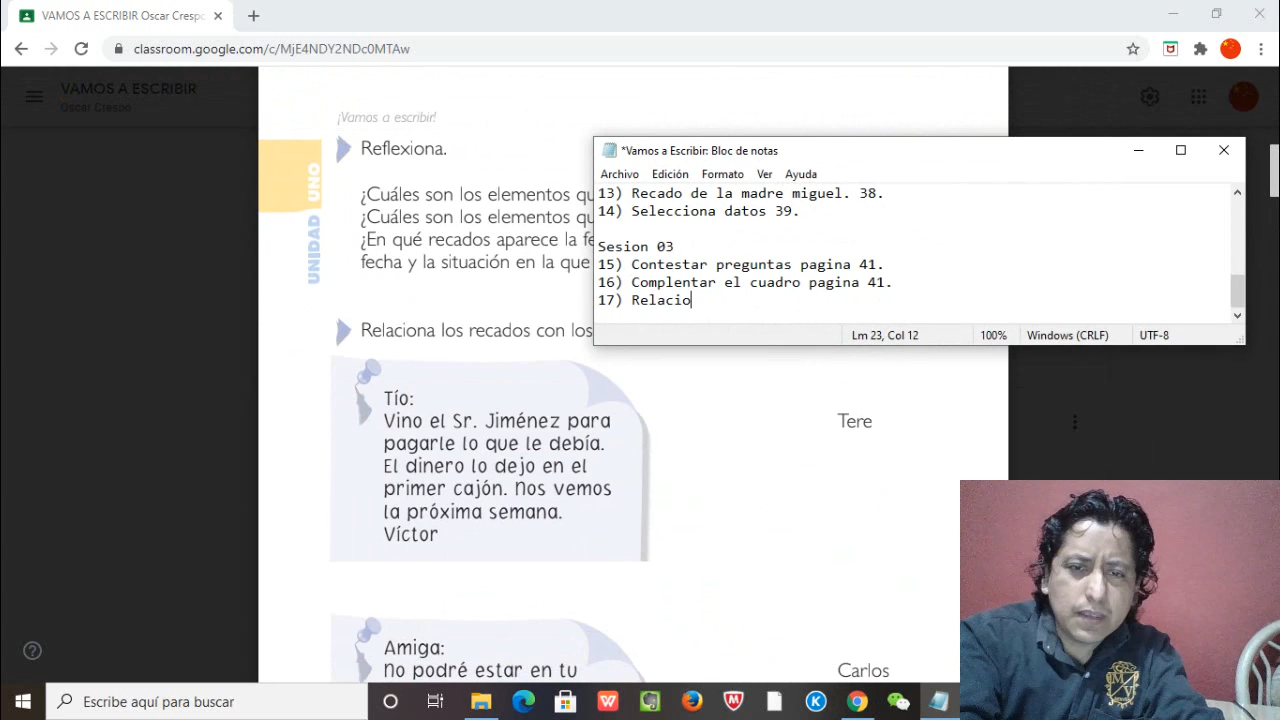 VAMOS A ESCRIBIR Oscar Crespo
classroom.google.com/c/MjE4NDY2NDc0MTAw
VAMOS A ESCRIBIR
Oscar Crespo
¡Vamos a escribir!
UNIDAD UNO
Reflexiona.
¿Cuáles son los elementos qu
¿Cuáles son los elementos qu
¿En qué recados aparece la fe
fecha y la situación en la que
Relaciona los recados con los
*Vamos a Escribir: Bloc de notas
Archivo Edición Formato Ver Ayuda
13) Recado de la madre miguel. 38.
14) Selecciona datos 39.
Sesion 03
15) Contestar preguntas pagina 41.
16) Complentar el cuadro pagina 41.
17) Relacio
Lm 23, Col 12 100% Windows (CRLF) UTF-8
Tío:
Vino el Sr. Jiménez para
pagarle lo que le debía.
El dinero lo dejo en el
primer cajón. Nos vemos
la próxima semana.
Víctor
Tere
Amiga:
No podré estar en tu
Carlos
Escribe aquí para buscar